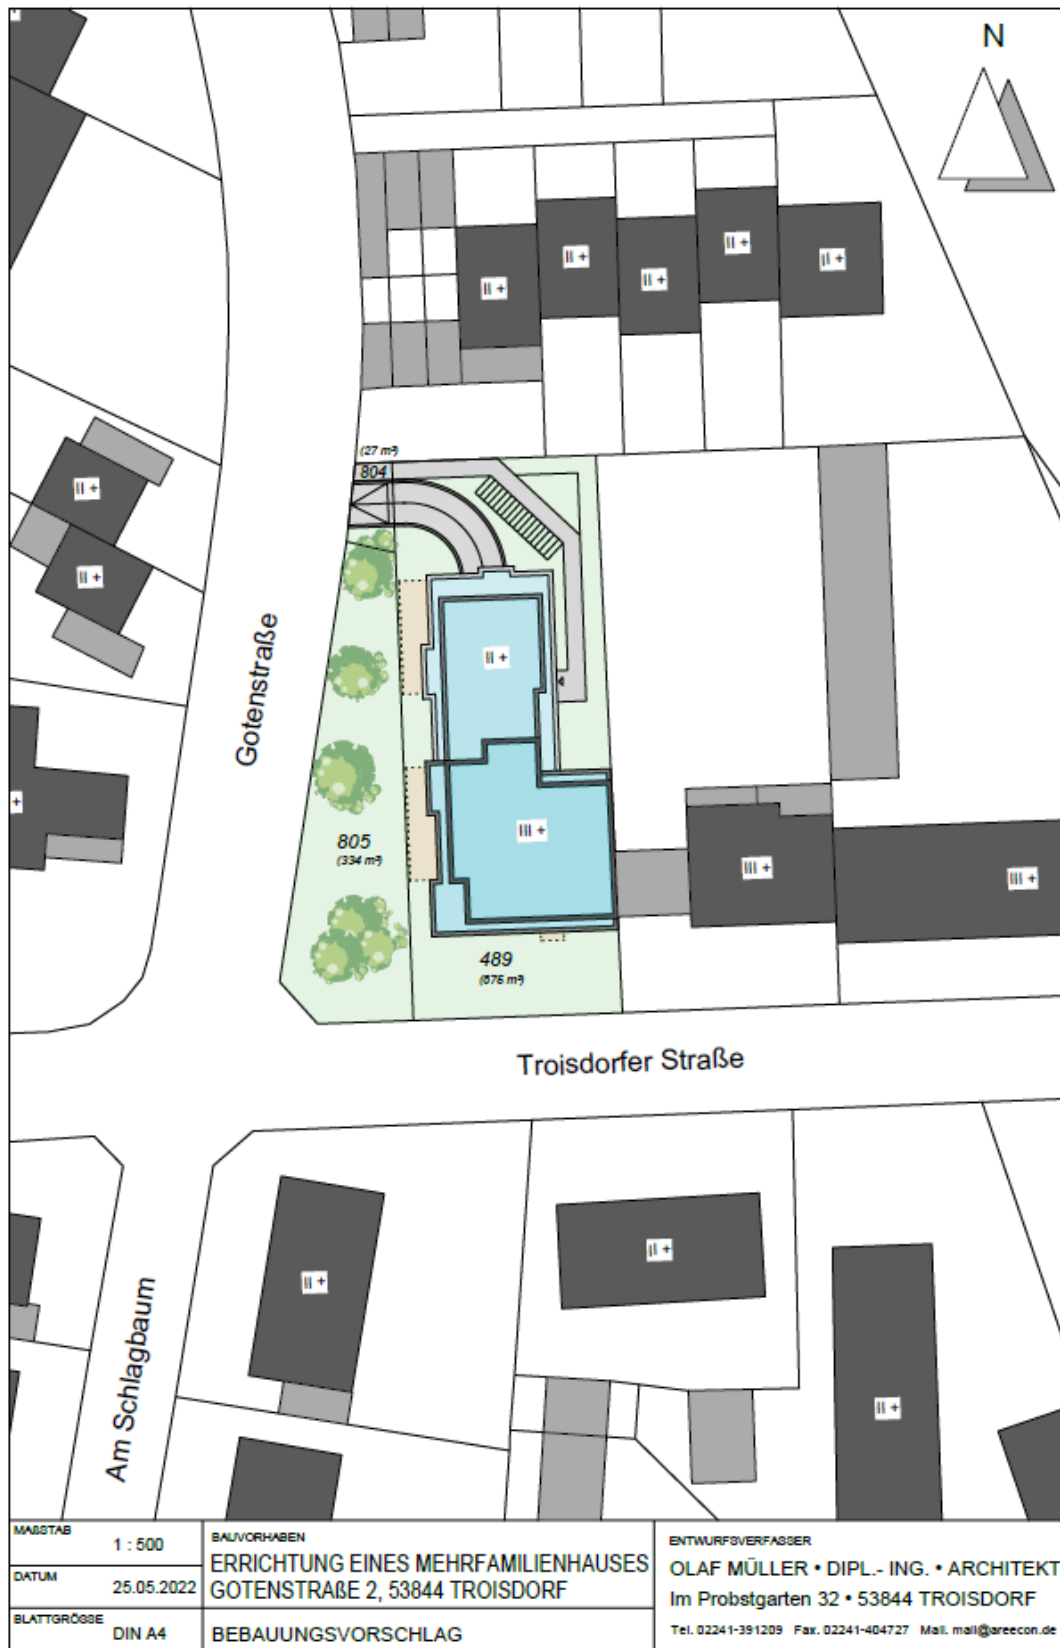 N
II +
II +
II +
II +
II +
(27 m²)
804
II +
II +
Gotenstraße
II +
+
III +
805
(334 m²)
III +
III +
489
(675 m²)
Troisdorfer Straße
II +
II +
Am Schlagbaum
II +
MAßSTAB
1 : 500
DATUM
25.05.2022
BLATTGRÖSSE
DIN A4
BAUVORHABEN
ERRICHTUNG EINES MEHRFAMILIENHAUSES
GOTENSTRAßE 2, 53844 TROISDORF
BEBAUUNGSVORSCHLAG
ENTWURFSVERFASSER
OLAF MÜLLER • DIPL.- ING. • ARCHITEKT
Im Probstgarten 32 • 53844 TROISDORF
Tel. 02241-391209 Fax. 02241-404727 Mail. mail@areecon.de